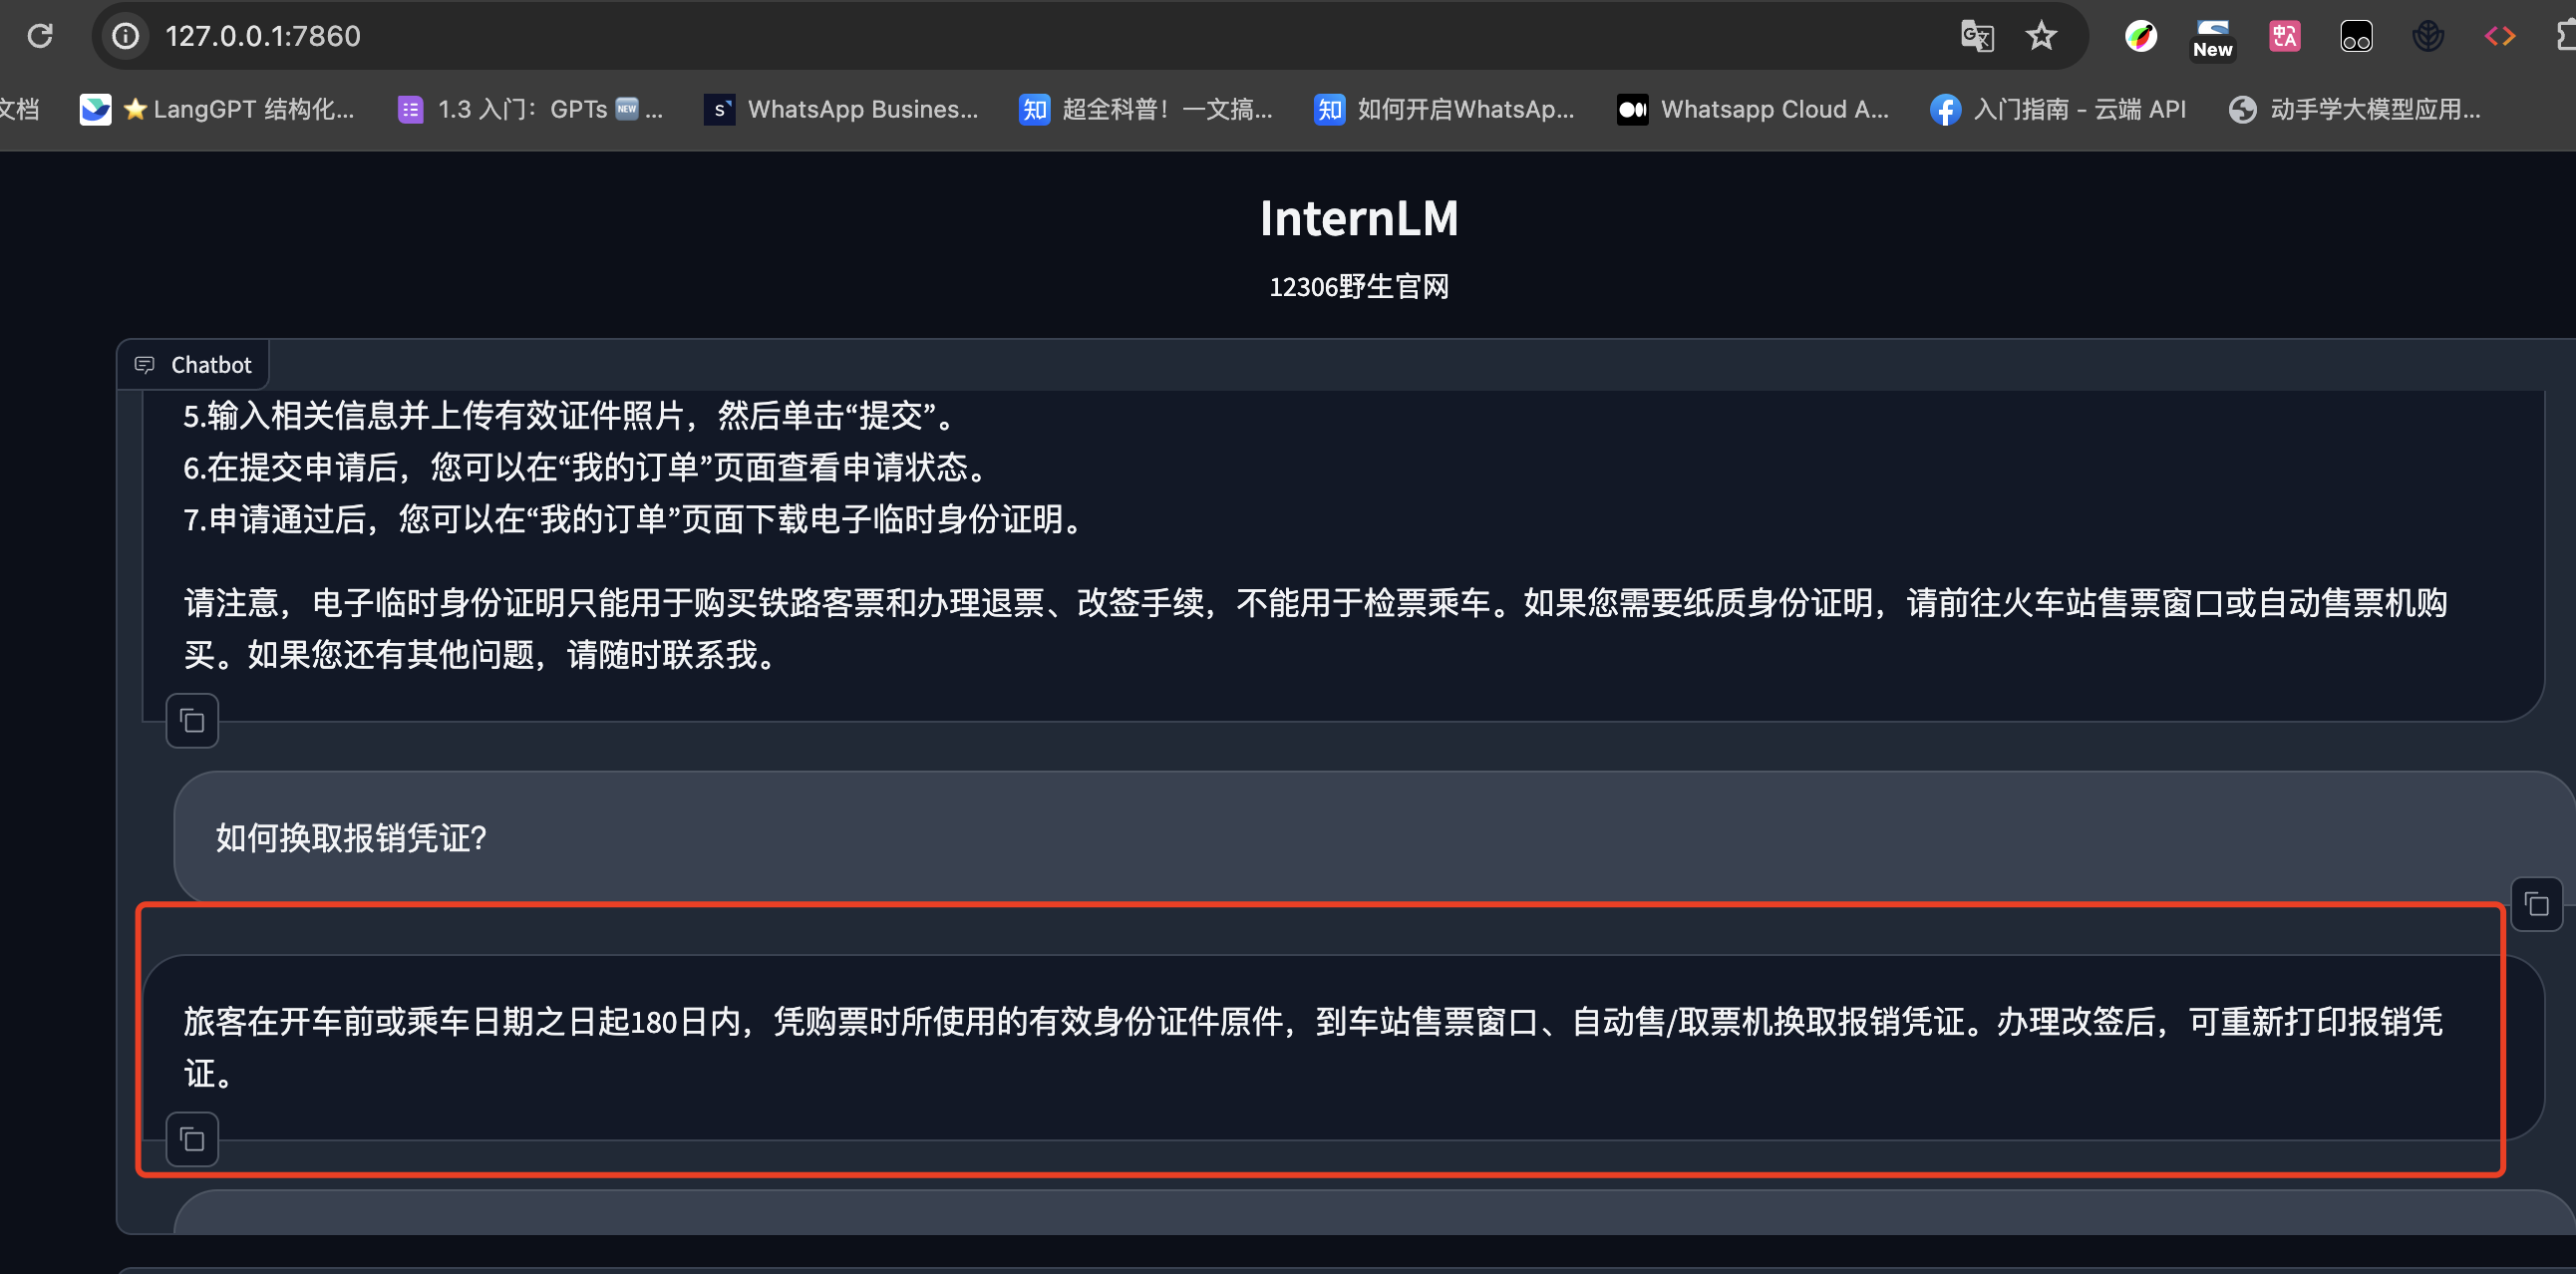 127.0.0.1:7860
New
文档
LangGPT 结构化...
1.3 入门：GPTs NEW ...
WhatsApp Busines...
知 超全科普！一文搞...
知 如何开启WhatsAp...
Whatsapp Cloud A...
入门指南 - 云端 API
动手学大模型应用...
InternLM
12306野生官网
Chatbot
5.输入相关信息并上传有效证件照片，然后单击“提交”。
6.在提交申请后，您可以在“我的订单”页面查看申请状态。
7.申请通过后，您可以在“我的订单”页面下载电子临时身份证明。
请注意，电子临时身份证明只能用于购买铁路客票和办理退票、改签手续，不能用于检票乘车。如果您需要纸质身份证明，请前往火车站售票窗口或自动售票机购
买。如果您还有其他问题，请随时联系我。
如何换取报销凭证?
旅客在开车前或乘车日期之日起180日内，凭购票时所使用的有效身份证件原件，到车站售票窗口、自动售/取票机换取报销凭证。办理改签后，可重新打印报销凭
证。